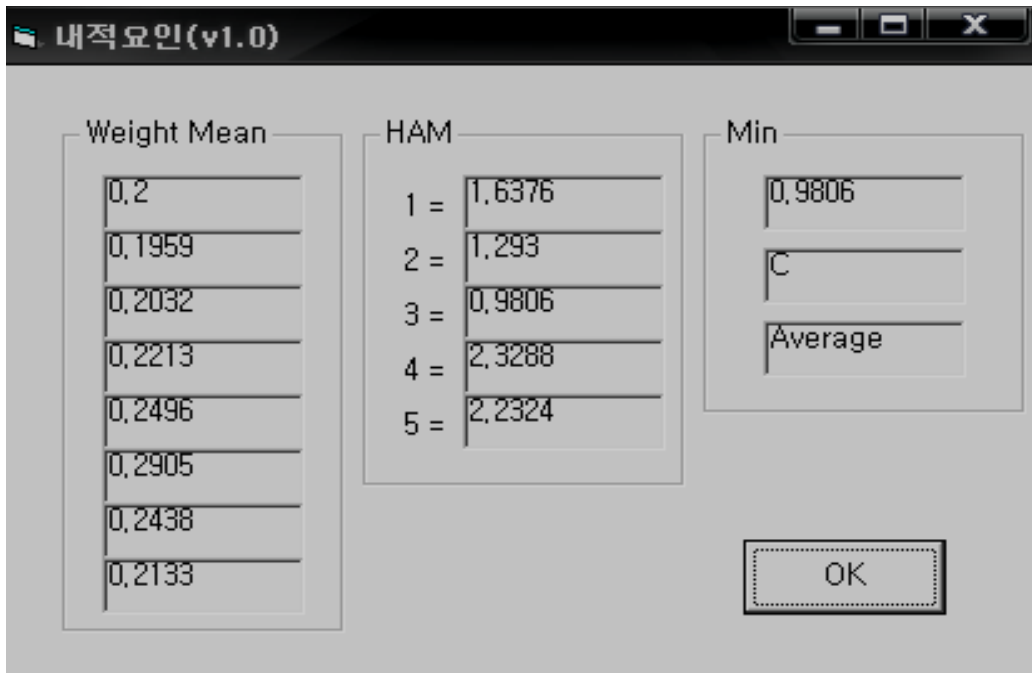 내적요인(v1.0)
Weight Mean
0,2
0,1959
0,2032
0,2213
0,2496
0,2905
0,2438
0,2133
HAM
1 = 1,6376
2 = 1,293
3 = 0,9806
4 = 2,3288
5 = 2,2324
Min
0,9806
C
Average
OK